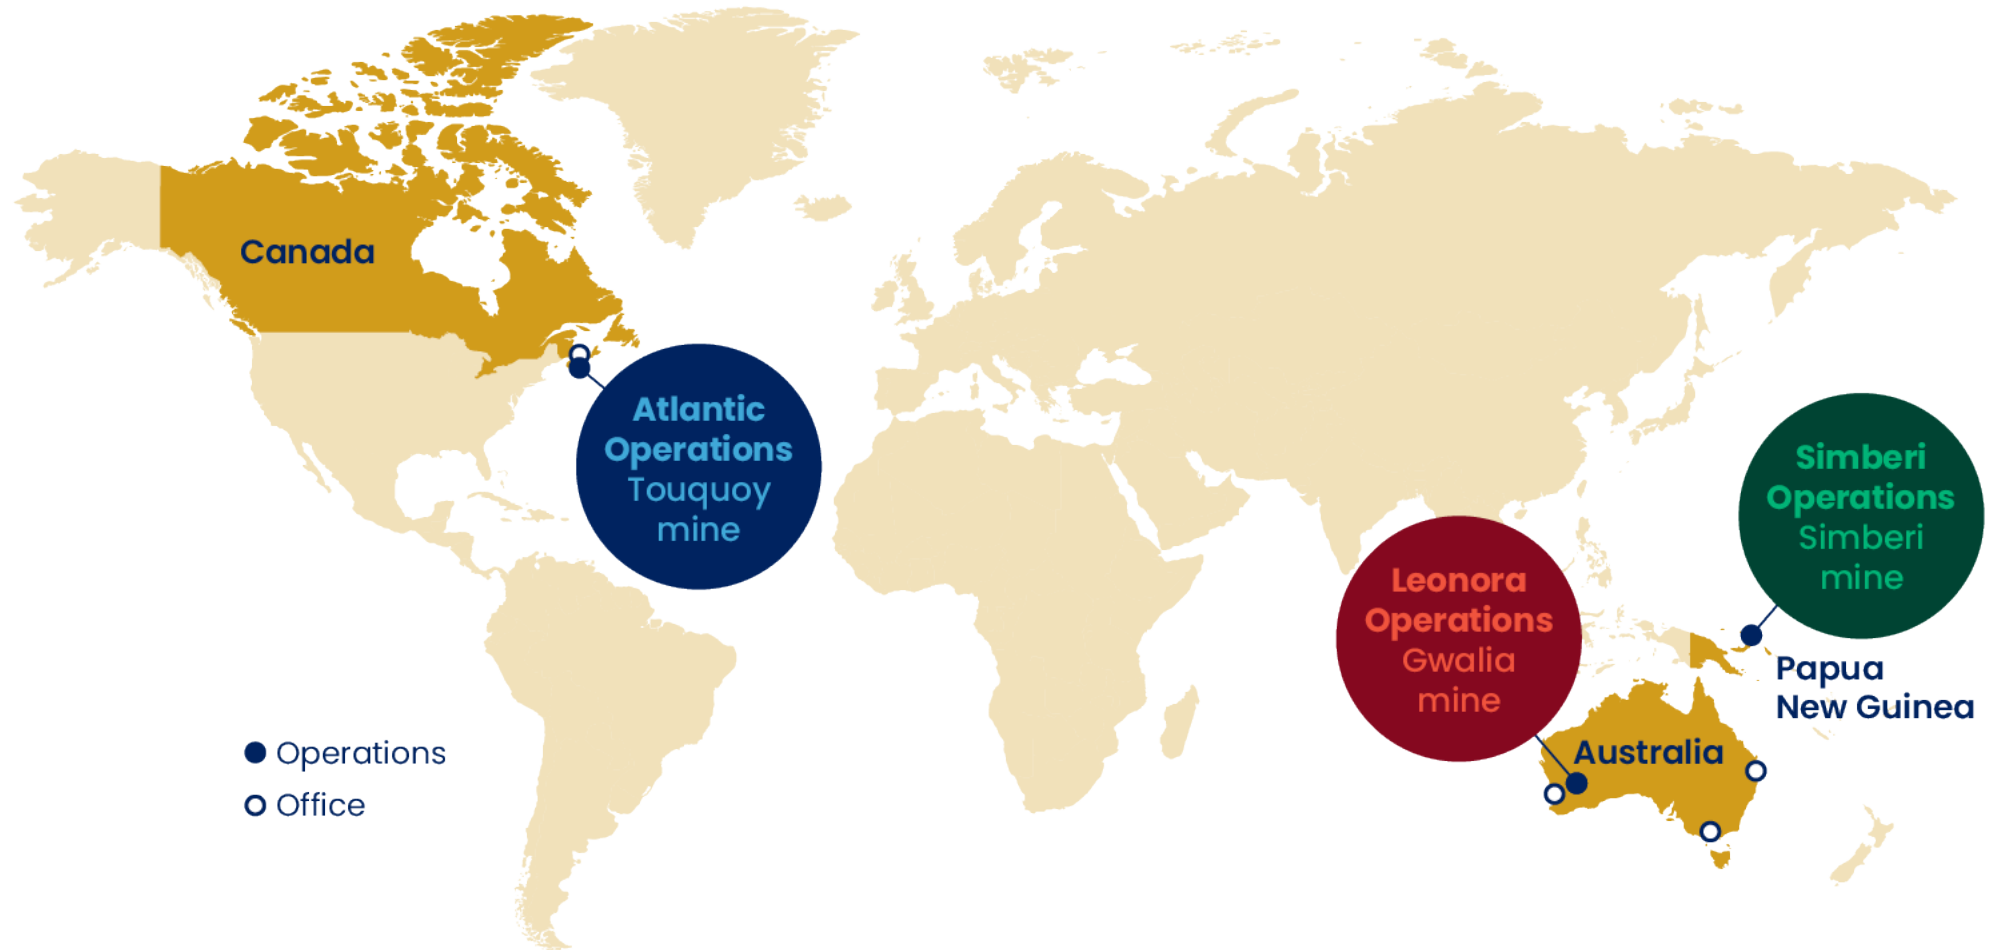 Canada
Atlantic
Operations
Touquoy
mine
Simberi
Operations
Simberi
mine
Leonora
Operations
Gwalia
mine
Papua
New Guinea
Australia
Operations
Office